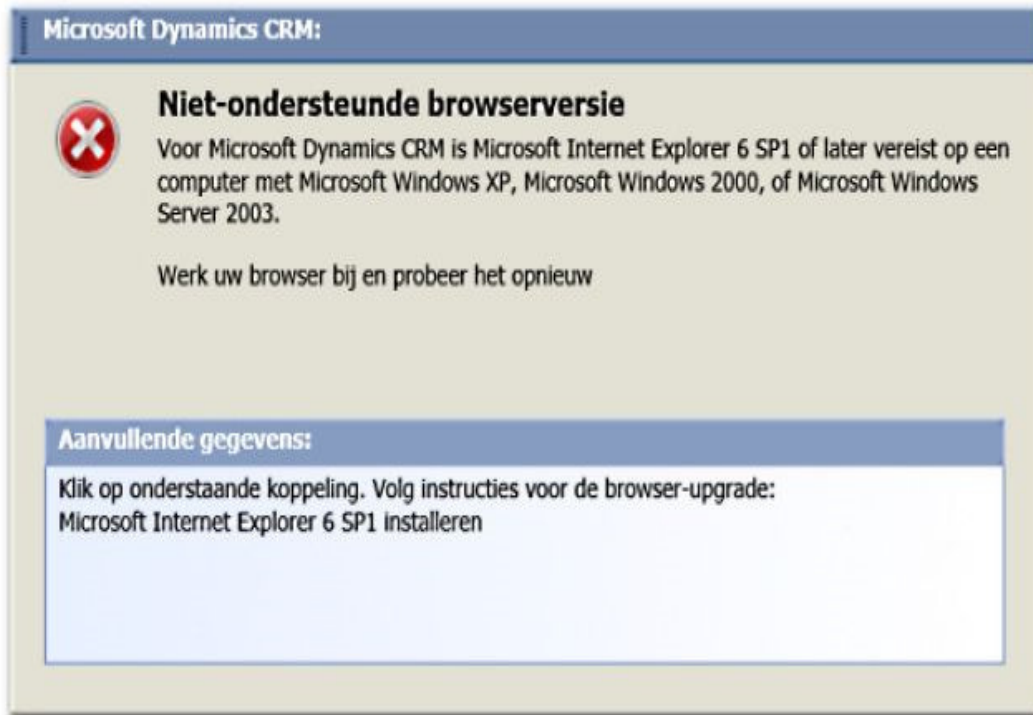 Microsoft Dynamics CRM:
Niet-ondersteunde browserversie
Voor Microsoft Dynamics CRM is Microsoft Internet Explorer 6 SP1 of later vereist op een
computer met Microsoft Windows XP, Microsoft Windows 2000, of Microsoft Windows
Server 2003.
Werk uw browser bij en probeer het opnieuw
Aanvullende gegevens:
Klik op onderstaande koppeling. Volg instructies voor de browser-upgrade:
Microsoft Internet Explorer 6 SP1 installeren